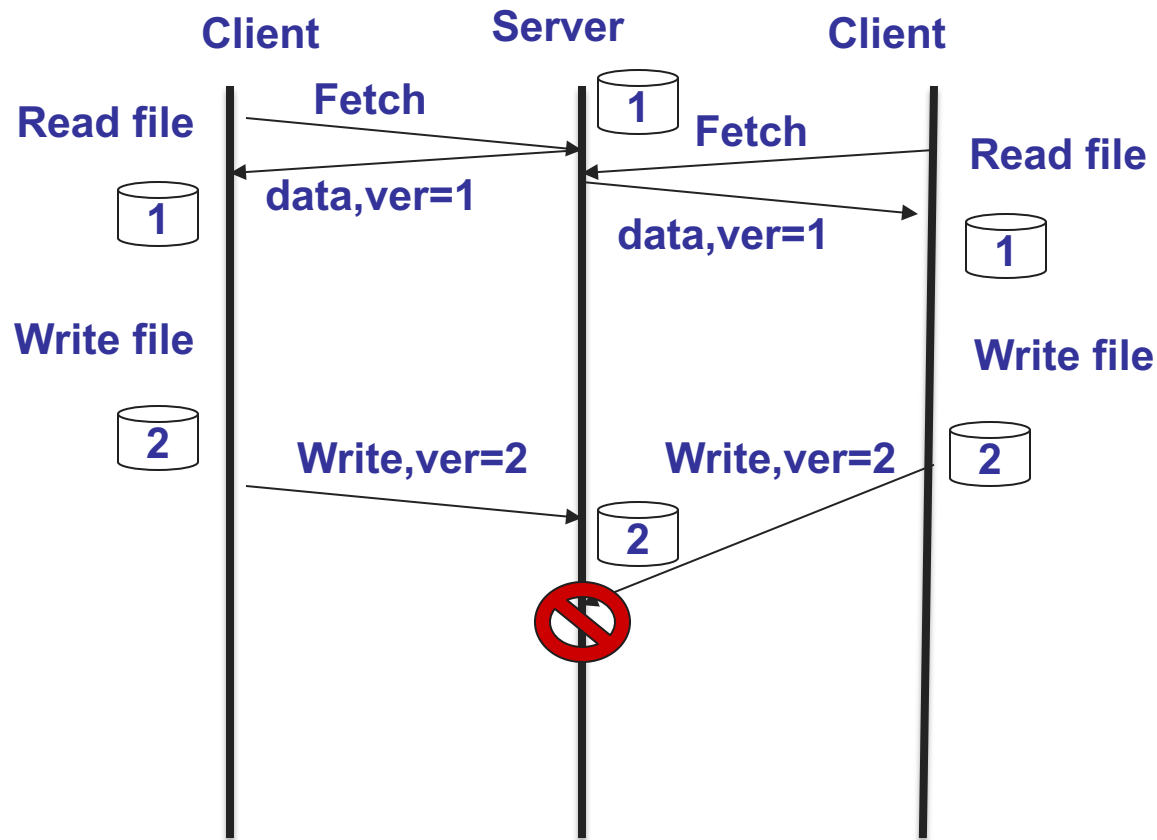 Client
Server
Client
Fetch
1
Read file
Fetch
Read file
data,ver=1
1
data,ver=1
1
Write file
Write file
2
Write,ver=2
Write,ver=2
2
2